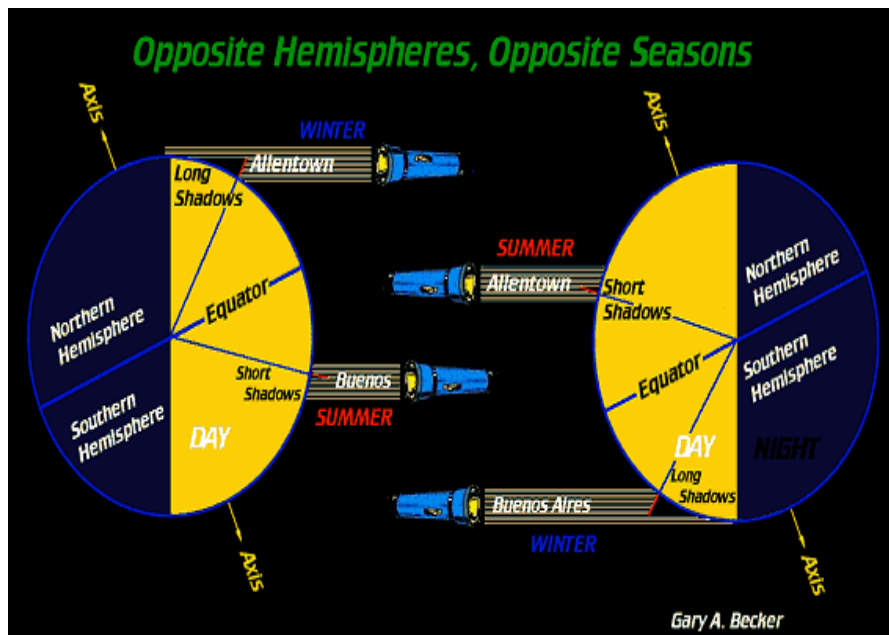 Opposite Hemispheres, Opposite Seasons
Axis
WINTER
Allentown
Long
Shadows
Equator
Northern
Hemisphere
Southern
Hemisphere
Short
Shadows
Buenos
SUMMER
DAY
Axis
Axis
SUMMER
Allentown
Short
Shadows
Northern
Hemisphere
Equator
Southern
Hemisphere
DAY
NIGHT
Long
Shadows
Buenos Aires
WINTER
Axis
Gary A. Becker